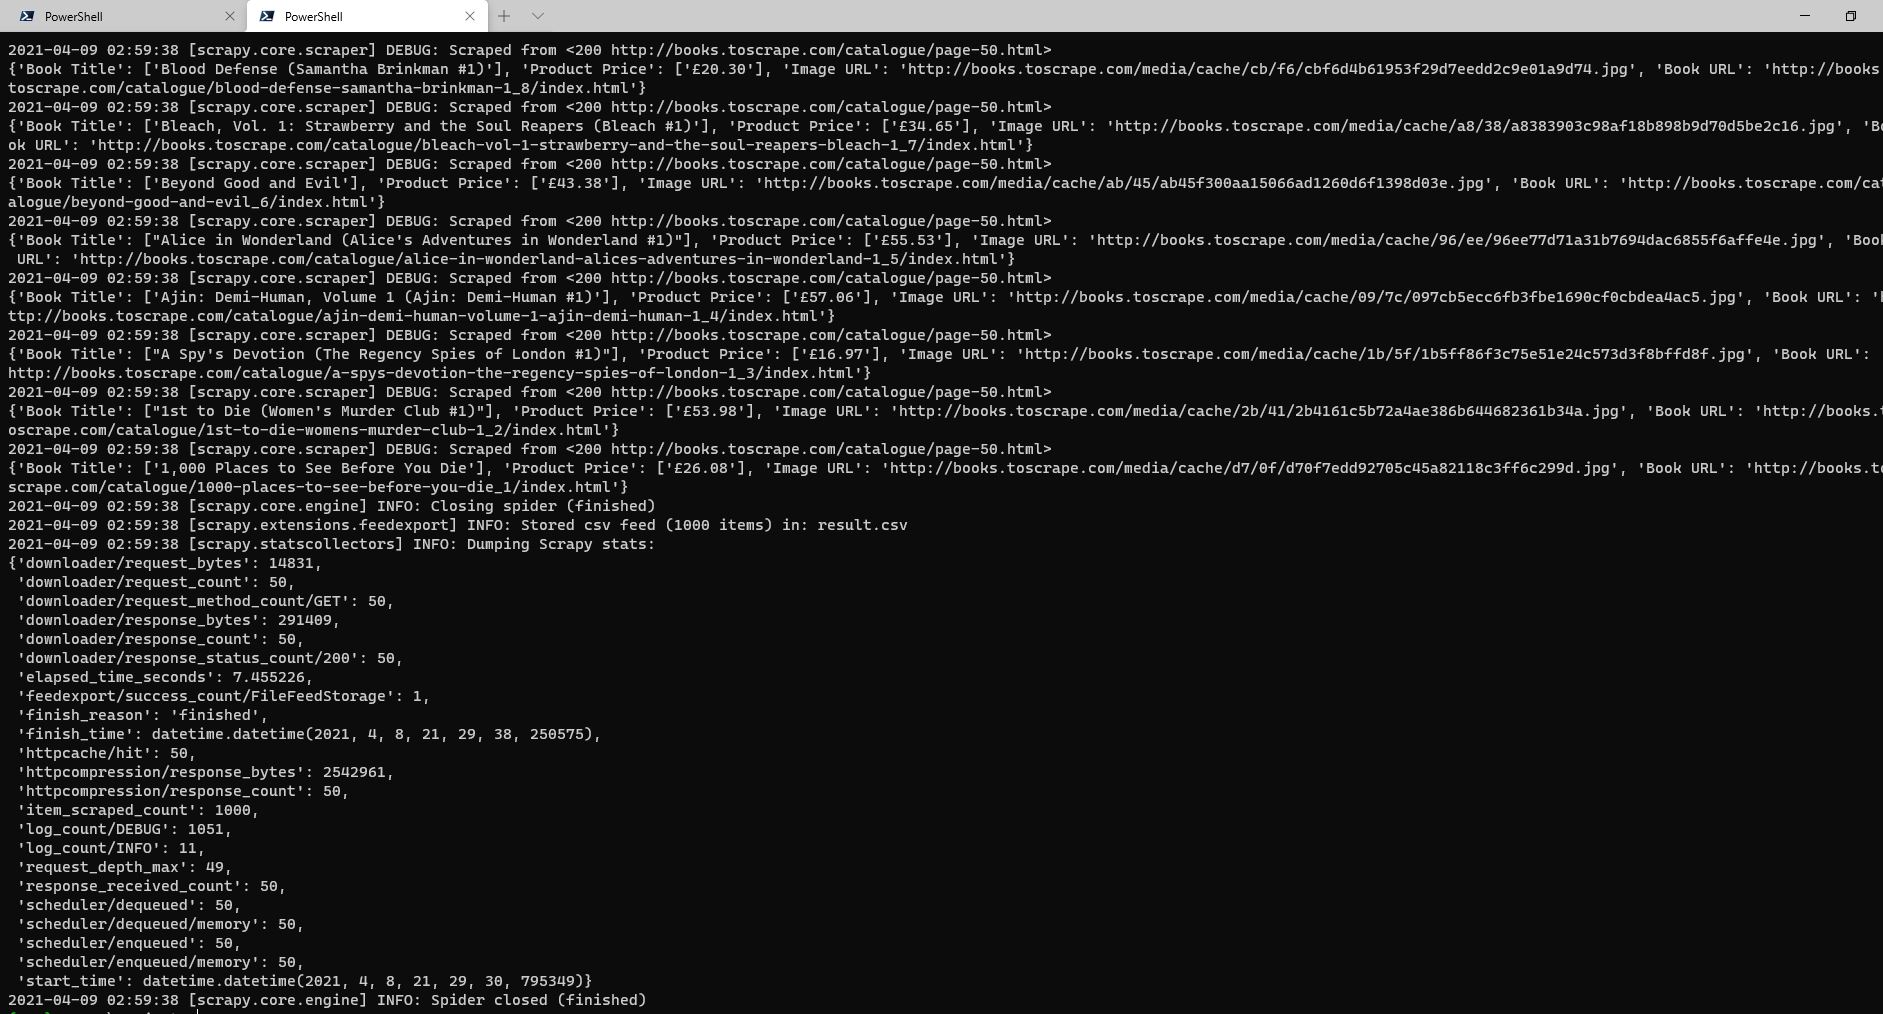 PowerShell
PowerShell
2021-04-09 02:59:38 [scrapy.core.scraper] DEBUG: Scraped from <200 http://books.toscrape.com/catalogue/page-50.html>
{'Book Title': ['Blood Defense (Samantha Brinkman #1)'], 'Product Price': ['£20.30'], 'Image URL': 'http://books.toscrape.com/media/cache/cb/f6/cbf6d4b61953f29d7eedd2c9e01a9d74.jpg', 'Book URL': 'http://books
toscrape.com/catalogue/blood-defense-samantha-brinkman-1_8/index.html'}
2021-04-09 02:59:38 [scrapy.core.scraper] DEBUG: Scraped from <200 http://books.toscrape.com/catalogue/page-50.html>
{'Book Title': ['Bleach, Vol. 1: Strawberry and the Soul Reapers (Bleach #1)'], 'Product Price': ['£34.65'], 'Image URL': 'http://books.toscrape.com/media/cache/a8/38/a8383903c98af18b898b9d70d5be2c16.jpg', 'Bo
ok URL': 'http://books.toscrape.com/catalogue/bleach-vol-1-strawberry-and-the-soul-reapers-bleach-1_7/index.html'}
2021-04-09 02:59:38 [scrapy.core.scraper] DEBUG: Scraped from <200 http://books.toscrape.com/catalogue/page-50.html>
{'Book Title': ['Beyond Good and Evil'], 'Product Price': ['£43.38'], 'Image URL': 'http://books.toscrape.com/media/cache/ab/45/ab45f300aa15066ad1260d6f1398d03e.jpg', 'Book URL': 'http://books.toscrape.com/cat
alogue/beyond-good-and-evil_6/index.html'}
2021-04-09 02:59:38 [scrapy.core.scraper] DEBUG: Scraped from <200 http://books.toscrape.com/catalogue/page-50.html>
{'Book Title': ["Alice in Wonderland (Alice's Adventures in Wonderland #1)"], 'Product Price': ['£55.53'], 'Image URL': 'http://books.toscrape.com/media/cache/96/ee/96ee77d71a31b7694dac6855f6affe4e.jpg', 'Book
URL': 'http://books.toscrape.com/catalogue/alice-in-wonderland-alices-adventures-in-wonderland-1_5/index.html'}
2021-04-09 02:59:38 [scrapy.core.scraper] DEBUG: Scraped from <200 http://books.toscrape.com/catalogue/page-50.html>
{'Book Title': ['Ajin: Demi-Human, Volume 1 (Ajin: Demi-Human #1)'], 'Product Price': ['£57.06'], 'Image URL': 'http://books.toscrape.com/media/cache/09/7c/097cb5ecc6fb3fbe1690cf0cbdea4ac5.jpg', 'Book URL': 'h
ttp://books.toscrape.com/catalogue/ajin-demi-human-volume-1-ajin-demi-human-1_4/index.html'}
2021-04-09 02:59:38 [scrapy.core.scraper] DEBUG: Scraped from <200 http://books.toscrape.com/catalogue/page-50.html>
{'Book Title': ["A Spy's Devotion (The Regency Spies of London #1)"], 'Product Price': ['£16.97'], 'Image URL': 'http://books.toscrape.com/media/cache/1b/5f/1b5ff86f3c75e51e24c573d3f8bffd8f.jpg', 'Book URL':
http://books.toscrape.com/catalogue/a-spys-devotion-the-regency-spies-of-london-1_3/index.html'}
2021-04-09 02:59:38 [scrapy.core.scraper] DEBUG: Scraped from <200 http://books.toscrape.com/catalogue/page-50.html>
{'Book Title': ["1st to Die (Women's Murder Club #1)"], 'Product Price': ['£53.98'], 'Image URL': 'http://books.toscrape.com/media/cache/2b/41/2b4161c5b72a4ae386b644682361b34a.jpg', 'Book URL': 'http://books.t
oscrape.com/catalogue/1st-to-die-womens-murder-club-1_2/index.html'}
2021-04-09 02:59:38 [scrapy.core.scraper] DEBUG: Scraped from <200 http://books.toscrape.com/catalogue/page-50.html>
{'Book Title': ['1,000 Places to See Before You Die'], 'Product Price': ['£26.08'], 'Image URL': 'http://books.toscrape.com/media/cache/d7/0f/d70f7edd92705c45a82118c3ff6c299d.jpg', 'Book URL': 'http://books.to
scrape.com/catalogue/1000-places-to-see-before-you-die_1/index.html'}
2021-04-09 02:59:38 [scrapy.core.engine] INFO: Closing spider (finished)
2021-04-09 02:59:38 [scrapy.extensions.feedexport] INFO: Stored csv feed (1000 items) in: result.csv
2021-04-09 02:59:38 [scrapy.statscollectors] INFO: Dumping Scrapy stats:
{'downloader/request_bytes': 14831,
'downloader/request_count': 50,
'downloader/request_method_count/GET': 50,
'downloader/response_bytes': 291409,
'downloader/response_count': 50,
'downloader/response_status_count/200': 50,
'elapsed_time_seconds': 7.455226,
'feedexport/success_count/FileFeedStorage': 1,
'finish_reason': 'finished',
'finish_time': datetime.datetime(2021, 4, 8, 21, 29, 38, 250575),
'httpcache/hit': 50,
'httpcompression/response_bytes': 2542961,
'httpcompression/response_count': 50,
'item_scraped_count': 1000,
'log_count/DEBUG': 1051,
'log_count/INFO': 11,
'request_depth_max': 49,
'response_received_count': 50,
'scheduler/dequeued': 50,
'scheduler/dequeued/memory': 50,
'scheduler/enqueued': 50,
'scheduler/enqueued/memory': 50,
'start_time': datetime.datetime(2021, 4, 8, 21, 29, 30, 795349)}
2021-04-09 02:59:38 [scrapy.core.engine] INFO: Spider closed (finished)